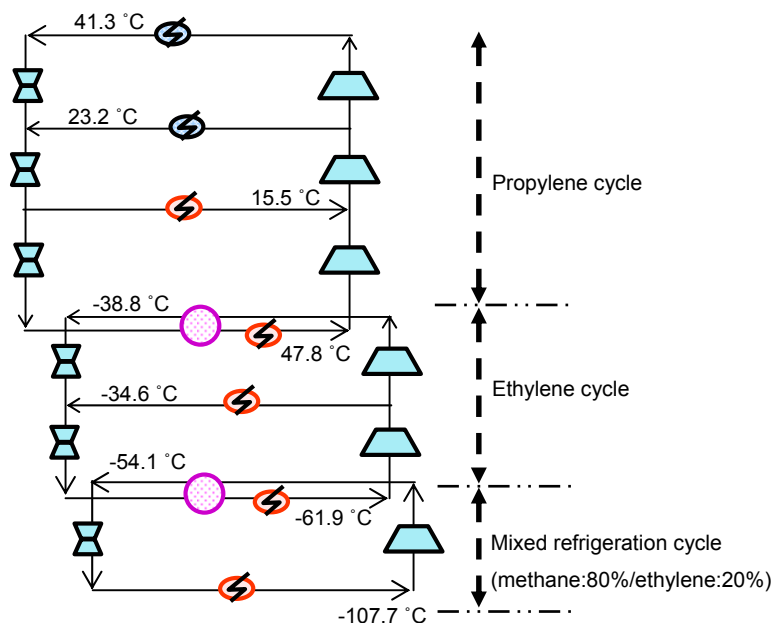 41.3 ˚C
23.2 ˚C
15.5 ˚C
Propylene cycle
-38.8 ˚C
47.8 ˚C
-34.6 ˚C
Ethylene cycle
-54.1 ˚C
-61.9 ˚C
Mixed refrigeration cycle
(methane:80%/ethylene:20%)
-107.7 ˚C